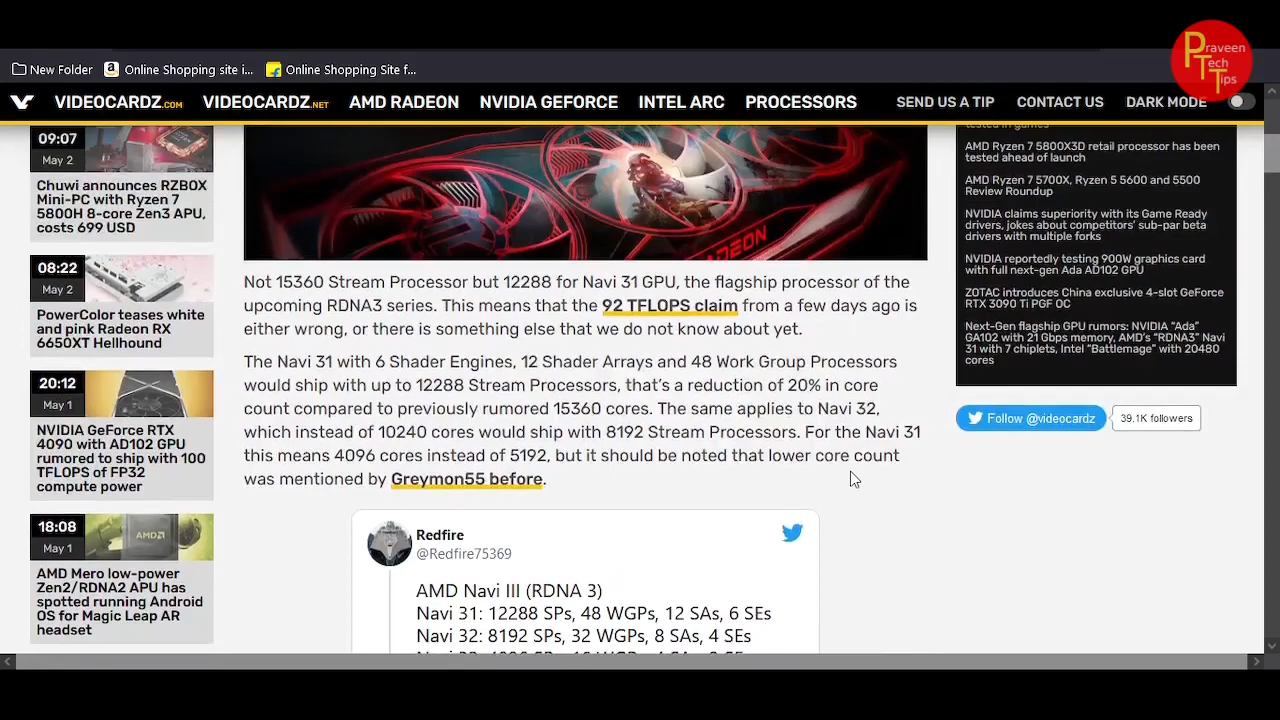 Praveen
Tech
Tips
New Folder
Online Shopping site i...
Online Shopping Site f...
VIDEOCARDZ.COM
VIDEOCARDZ.NET
AMD RADEON
NVIDIA GEFORCE
INTEL ARC
PROCESSORS
SEND US A TIP
CONTACT US
DARK MODE
09:07
May 2
Chuwi announces RZBOX
Mini-PC with Ryzen 7
5800H 8-core Zen3 APU,
costs 699 USD
08:22
May 2
PowerColor teases white
and pink Radeon RX
6650XT Hellhound
20:12
May 1
NVIDIA GeForce RTX
4090 with AD102 GPU
rumored to ship with 100
TFLOPS of FP32
compute power
18:08
May 1
AMD
AMD Mero low-power
Zen2/RDNA2 APU has
spotted running Android
OS for Magic Leap AR
headset
RADEON
Not 15360 Stream Processor but 12288 for Navi 31 GPU, the flagship processor of the
upcoming RDNA3 series. This means that the 92 TFLOPS claim from a few days ago is
either wrong, or there is something else that we do not know about yet.
The Navi 31 with 6 Shader Engines, 12 Shader Arrays and 48 Work Group Processors
would ship with up to 12288 Stream Processors, that's a reduction of 20% in core
count compared to previously rumored 15360 cores. The same applies to Navi 32,
which instead of 10240 cores would ship with 8192 Stream Processors. For the Navi 31
this means 4096 cores instead of 5192, but it should be noted that lower core count
was mentioned by Greymon55 before.
Redfire
@Redfire75369
AMD Navi III (RDNA 3)
Navi 31: 12288 SPs, 48 WGPs, 12 SAs, 6 SEs
Navi 32: 8192 SPs, 32 WGPs, 8 SAs, 4 SEs
tested in games
AMD Ryzen 7 5800X3D retail processor has been
tested ahead of launch
AMD Ryzen 7 5700X, Ryzen 5 5600 and 5500
Review Roundup
NVIDIA claims superiority with its Game Ready
drivers, jokes about competitors' sub-par beta
drivers with multiple forks
NVIDIA reportedly testing 900W graphics card
with full next-gen Ada AD102 GPU
ZOTAC introduces China exclusive 4-slot GeForce
RTX 3090 Ti PGF OC
Next-Gen flagship GPU rumors: NVIDIA "Ada"
GA102 with 21 Gbps memory, AMD's "RDNA3" Navi
31 with 7 chiplets, Intel "Battlemage" with 20480
cores
Follow @videocardz
39.1K followers